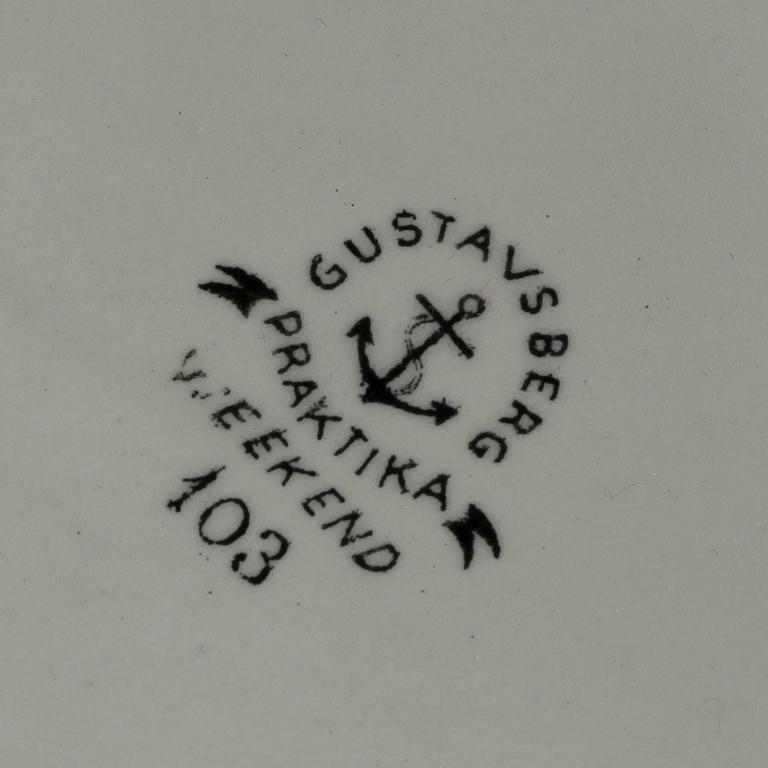 GUSTAVSBERG
PRAKTIKA
WEEKEND
103